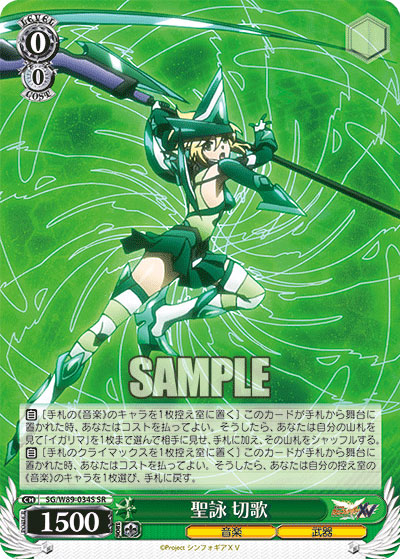 LEVEL
0
0
COST
SAMPLE
自 [手札の《音楽》のキャラを1枚控え室に置く] このカードが手札から舞台
に置かれた時、あなたはコストを払ってよい。そうしたら、あなたは自分の山札を
見て「イガリマ」を1枚まで選んで相手に見せ、手札に加え、その山札をシャッフルする。
自 [手札のクライマックスを1枚控え室に置く] このカードが手札から舞台に
置かれた時、あなたはコストを払ってよい。そうしたら、あなたは自分の控え室の
《音楽》のキャラを1枚選び、手札に戻す。
CH SG/W89-034S SR
1500
聖詠 切歌
XV
音楽 武器
©Project シンフォギアＸＶ